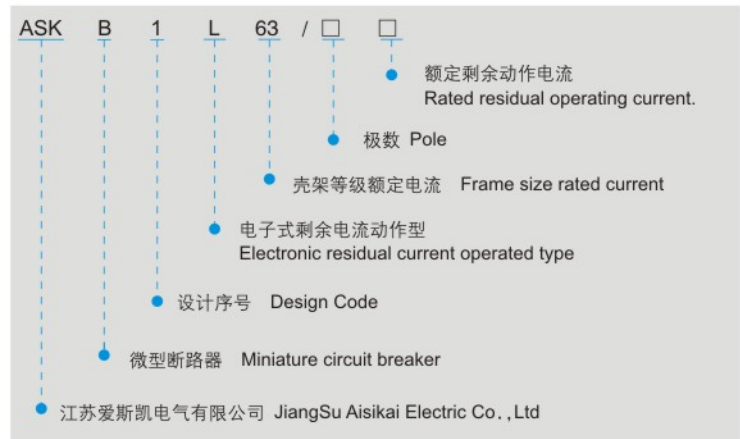 ASK B 1 L 63 / □ □
额定剩余动作电流
Rated residual operating current.
极数 Pole
壳架等级额定电流 Frame size rated current
电子式剩余电流动作型
Electronic residual current operated type
设计序号 Design Code
微型断路器 Miniature circuit breaker
江苏爱斯凯电气有限公司 JiangSu Aisikai Electric Co.,Ltd